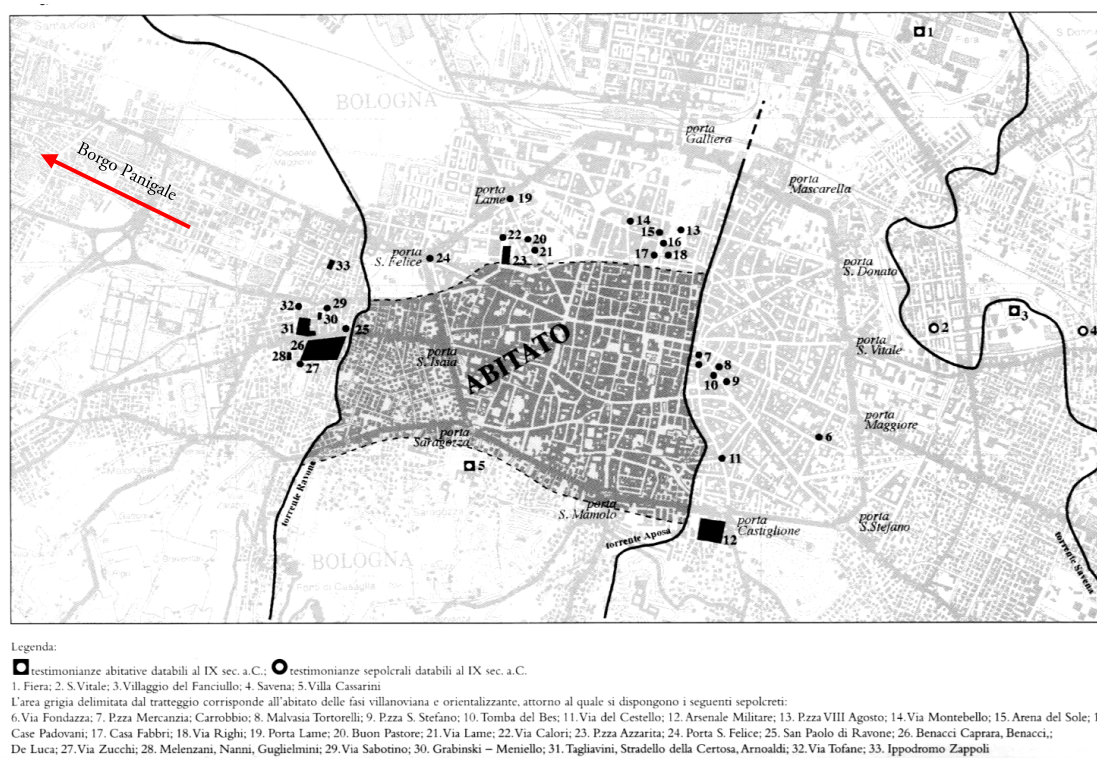 1
porta
Galliera
BOLOGNA
Borgo Panigale
porta
Mascarella
porta
Lame
19
14
15
13
16
17
18
22
20
21
23
porta
S. Felice
24
33
porta
S. Donato
32
29
30
31
25
26
28
27
porta
S. Isaia
ABITATO
2
3
4
porta
S. Vitale
7
8
10
9
porta
Maggiore
6
porta
Saragozza
5
11
porta
S. Mamolo
12
porta
Castiglione
porta
S.Stefano
torrente Ravone
torrente Aposa
torrente Savena
BOLOGNA
Legenda:
testimonianze abitative databili al IX sec. a.C.; testimonianze sepolcrali databili al IX sec. a.C.
1. Fiera; 2. S.Vitale; 3.Villaggio del Fanciullo; 4. Savena; 5.Villa Cassarini
L'area grigia delimitata dal tratteggio corrisponde all'abitato delle fasi villanoviana e orientalizzante, attorno al quale si dispongono i seguenti sepolcreti:
6.Via Fondazza; 7. P.zza Mercanzia; Carrobbio; 8. Malvasia Tortorelli; 9. P.zza S. Stefano; 10. Tomba del Bes; 11.Via del Cestello; 12. Arsenale Militare; 13. P.zza VIII Agosto; 14.Via Montebello; 15. Arena del Sole; 1
Case Padovani; 17. Casa Fabbri; 18.Via Righi; 19. Porta Lame; 20. Buon Pastore; 21.Via Lame; 22.Via Calori; 23. P.zza Azzarita; 24. Porta S. Felice; 25. San Paolo di Ravone; 26. Benacci Caprara, Benacci,;
De Luca; 27.Via Zucchi; 28. Melenzani, Nanni, Guglielmini; 29.Via Sabotino; 30. Grabinski – Meniello; 31. Tagliavini, Stradello della Certosa, Arnoaldi; 32.Via Tofane; 33. Ippodromo Zappoli